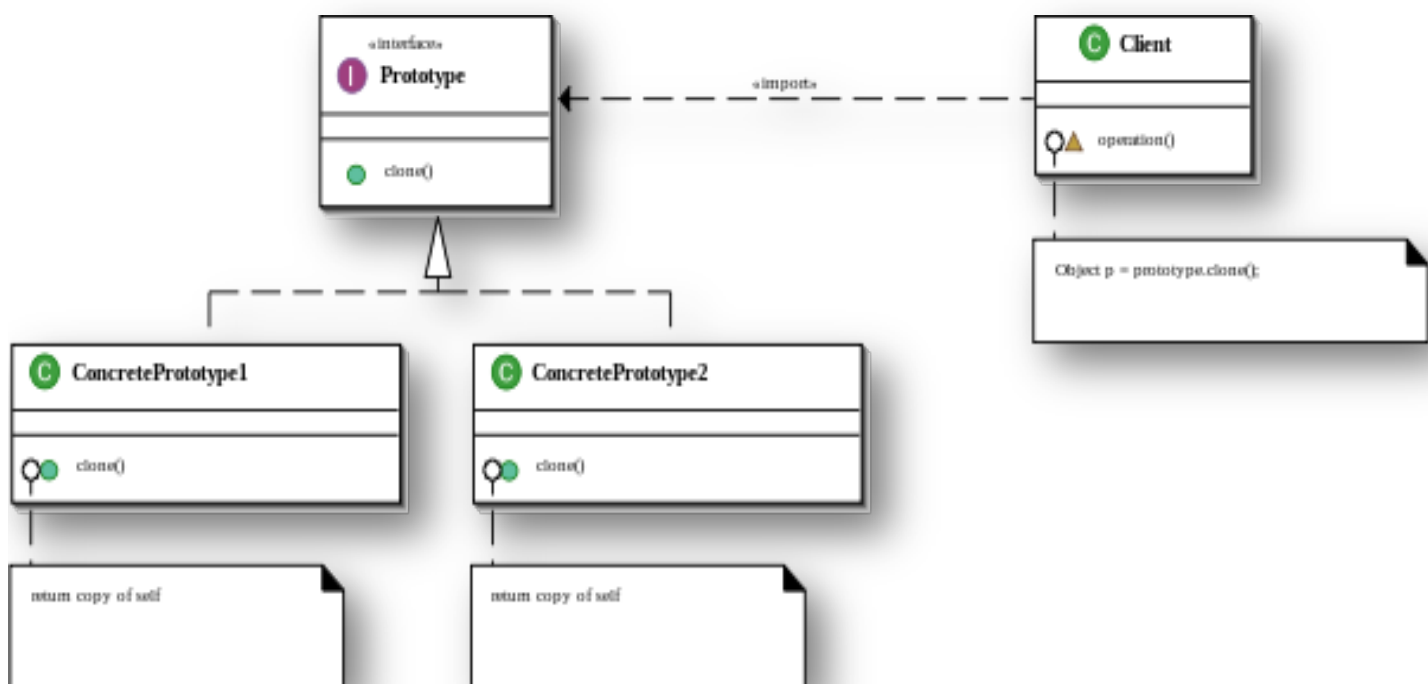 «interface»
I Prototype
clone()
«import»
C Client
operation()
Object p = prototype.clone();
C ConcretePrototype1
clone()
return copy of self
C ConcretePrototype2
clone()
return copy of self